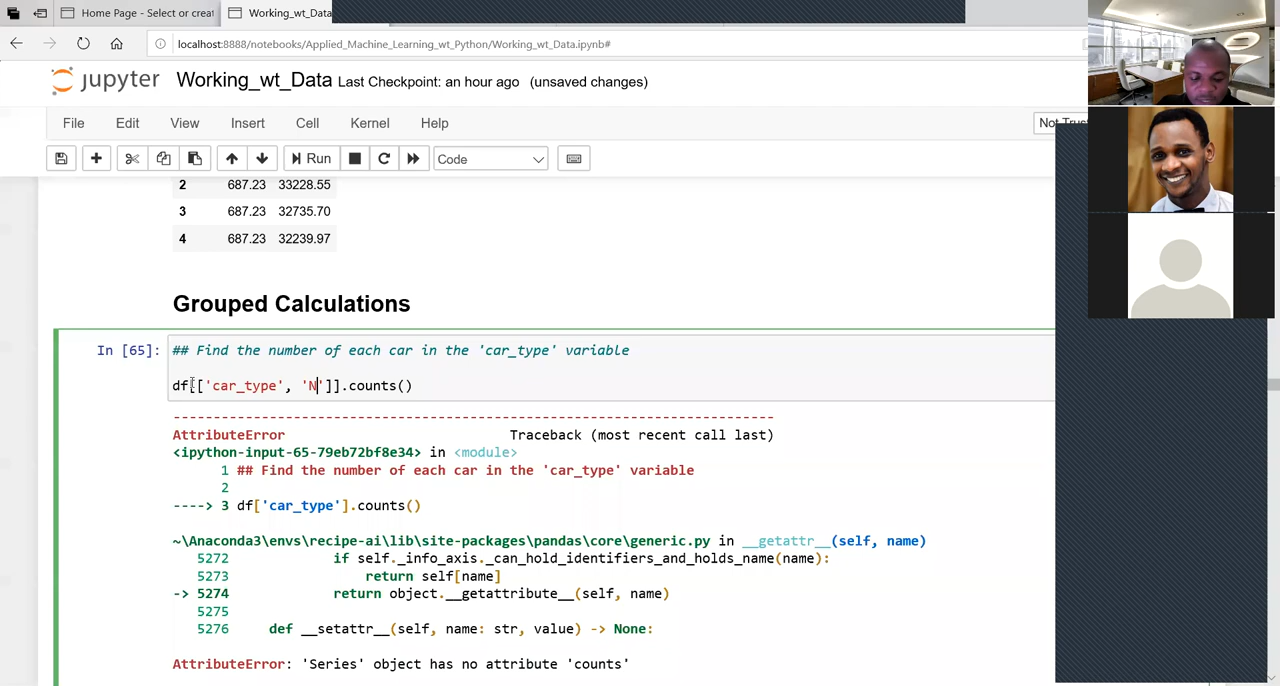 Home Page - Select or creat
Working_wt_Data
localhost:8888/notebooks/Applied_Machine_Learning_wt_Python/Working_wt_Data.ipynb#
jupyter Working_wt_Data Last Checkpoint: an hour ago (unsaved changes)
File Edit View Insert Cell Kernel Help
Not Trus
Run Code
2 687.23 33228.55
3 687.23 32735.70
4 687.23 32239.97
Grouped Calculations
In [65]: ## Find the number of each car in the 'car_type' variable
df[['car_type', 'N']].counts()
---------------------------------------------------------------------------
AttributeError Traceback (most recent call last)
<ipython-input-65-79eb72bf8e34> in <module>
1 ## Find the number of each car in the 'car_type' variable
2
----> 3 df['car_type'].counts()
~\Anaconda3\envs\recipe-ai\lib\site-packages\pandas\core\generic.py in __getattr__(self, name)
5272 if self._info_axis._can_hold_identifiers_and_holds_name(name):
5273 return self[name]
-> 5274 return object.__getattribute__(self, name)
5275
5276 def __setattr__(self, name: str, value) -> None:
AttributeError: 'Series' object has no attribute 'counts'